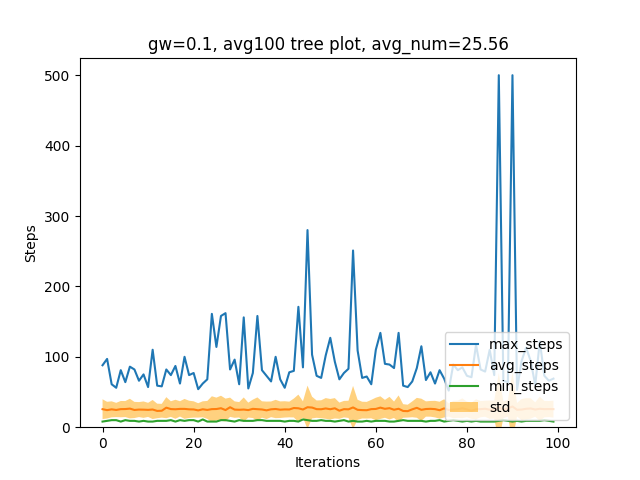 gw=0.1, avg100 tree plot, avg_num=25.56
500
400
300
200
100
0
Steps
max_steps
avg_steps
min_steps
std
0 20 40 60 80 100
Iterations